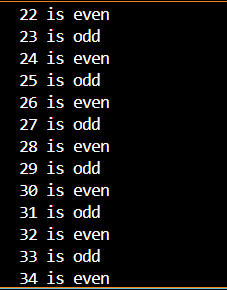 22 is even
23 is odd
24 is even
25 is odd
26 is even
27 is odd
28 is even
29 is odd
30 is even
31 is odd
32 is even
33 is odd
34 is even